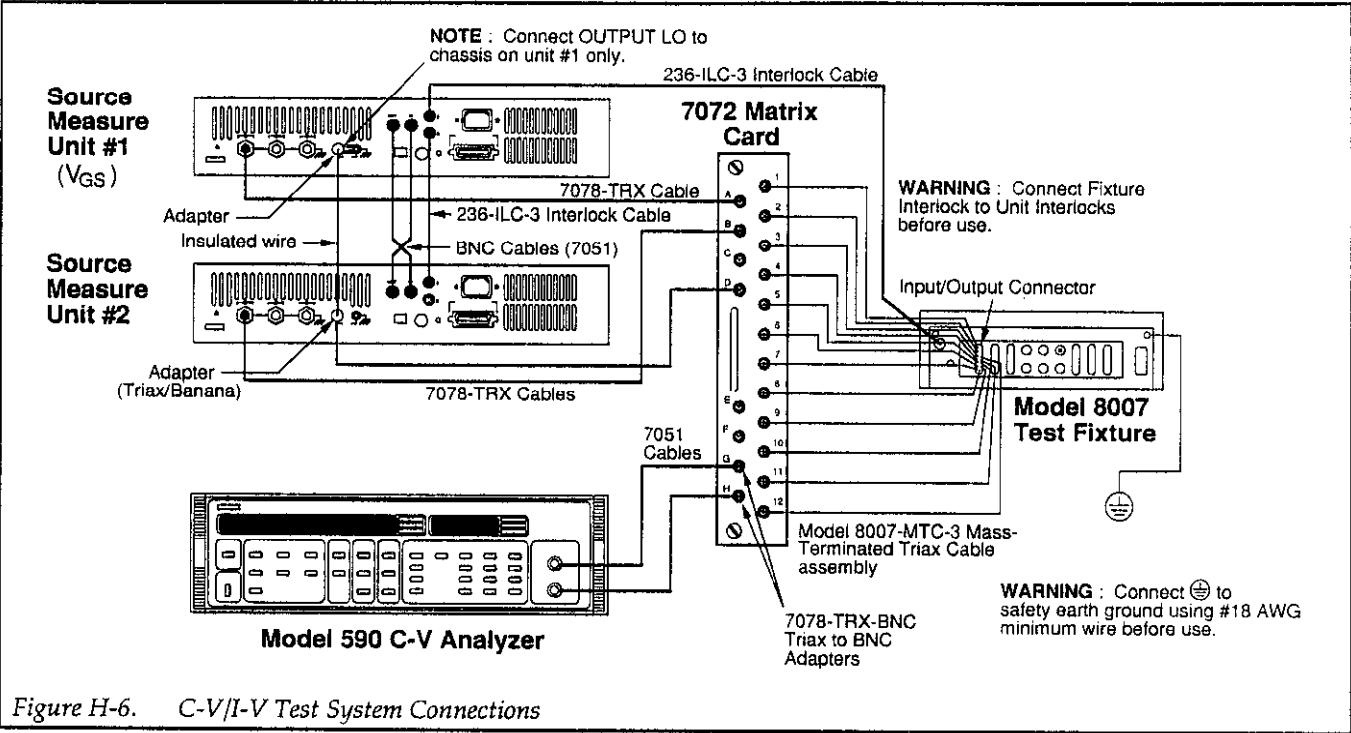 NOTE : Connect OUTPUT LO to
chassis on unit #1 only.
236-ILC-3 Interlock Cable
Source
Measure
Unit #1
(VGS)
7072 Matrix
Card
7078-TRX Cable
WARNING : Connect Fixture
Interlock to Unit Interlocks
before use.
Adapter
236-ILC-3 Interlock Cable
Insulated wire
BNC Cables (7051)
Source
Measure
Unit #2
Input/Output Connector
Adapter
(Triax/Banana)
7078-TRX Cables
A
B
C
D
E
F
G
H
1
2
3
4
5
6
7
8
9
10
11
12
Model 8007
Test Fixture
7051
Cables
Model 8007-MTC-3 Mass-
Terminated Triax Cable
assembly
WARNING : Connect to
safety earth ground using #18 AWG
minimum wire before use.
7078-TRX-BNC
Triax to BNC
Adapters
Model 590 C-V Analyzer
Figure H-6. C-V/I-V Test System Connections